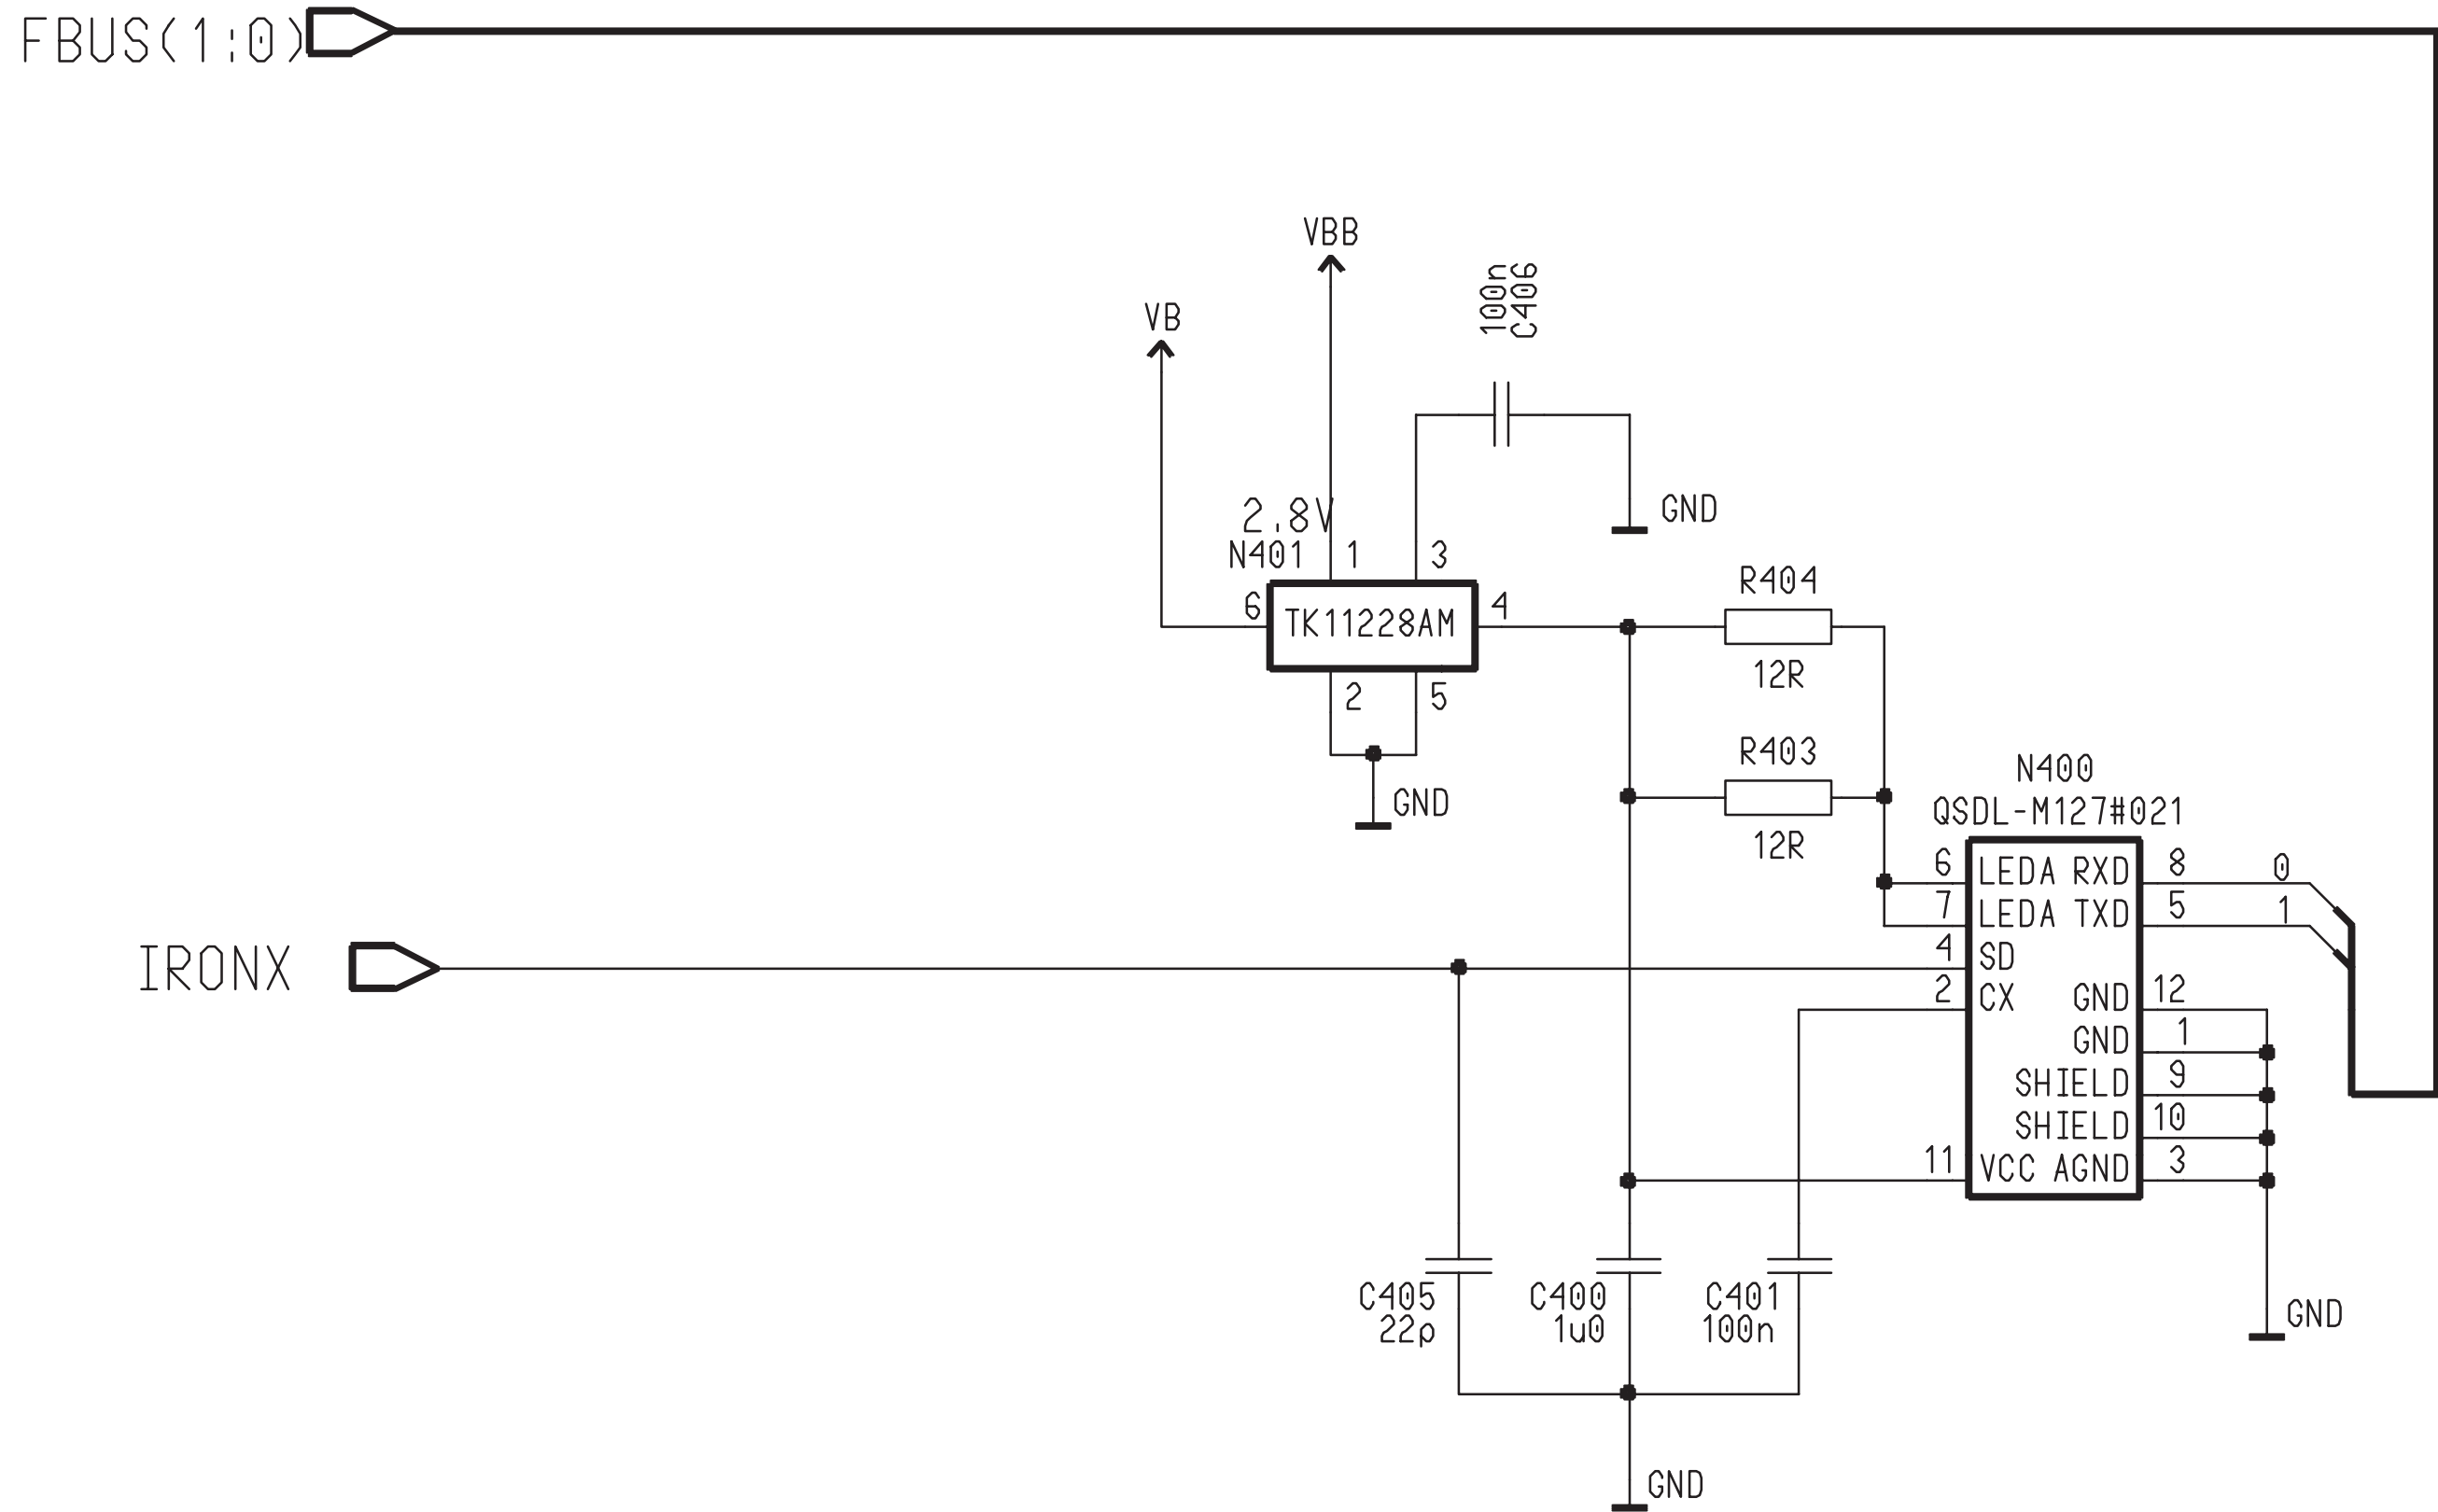 FBUS(1:0)
VBB
VB
100n
C406
2.8V
N401
1
3
GND
6
TK11228AM
4
R404
12R
2
5
GND
R403
12R
N400
QSDL-M127#021
6 LEDA RXD 8 0
7 LEDA TXD 5 1
IRONX
4 SD
2 CX GND 12
GND 1
SHIELD 9
SHIELD 10
11 VCC AGND 3
C405
22p
C400
1u0
C401
100n
GND
GND